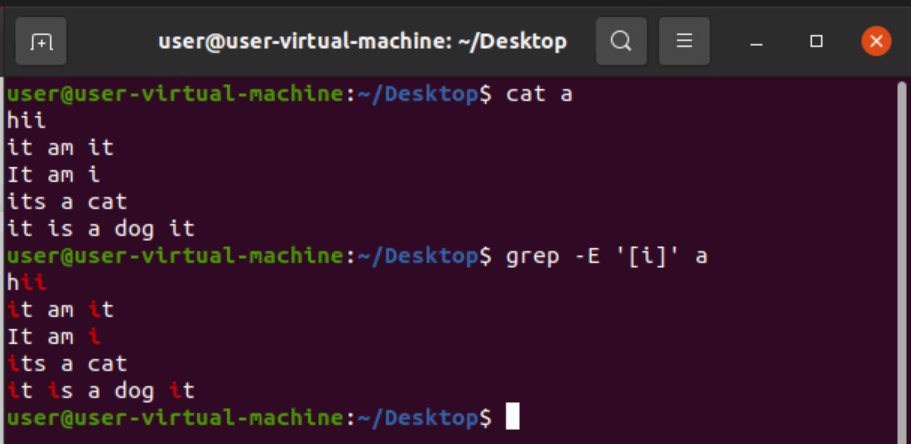 user@user-virtual-machine: ~/Desktop
user@user-virtual-machine:~/Desktop$ cat a
hii
it am it
It am i
its a cat
it is a dog it
user@user-virtual-machine:~/Desktop$ grep -E '[i]' a
hii
it am it
It am i
its a cat
it is a dog it
user@user-virtual-machine:~/Desktop$